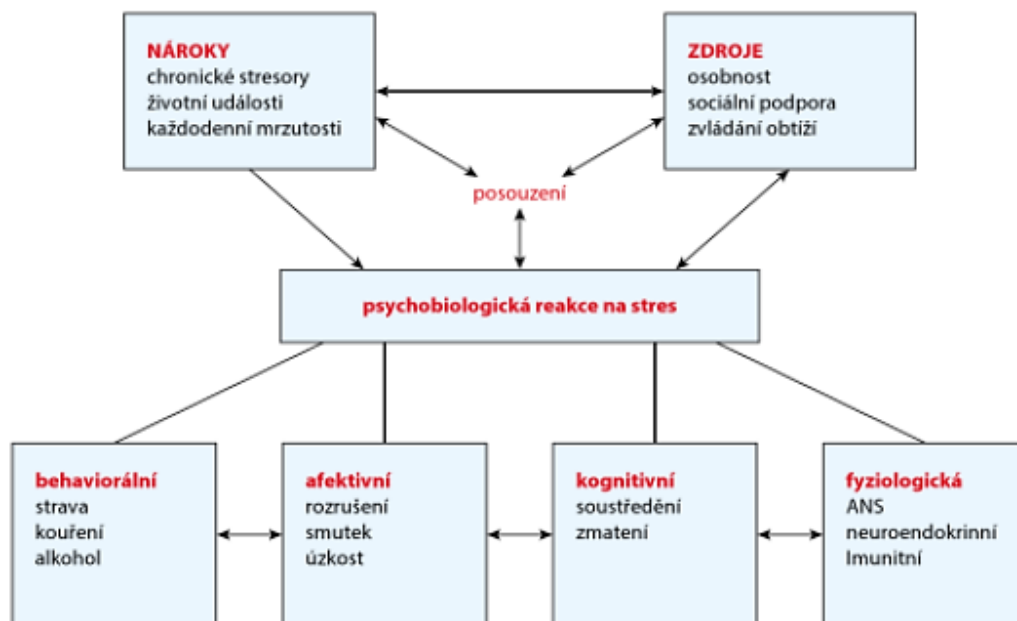 NÁROKY
chronické stresory
životní události
každodenní mrzutosti
ZDROJE
osobnost
sociální podpora
zvládání obtíží
posouzení
psychobiologická reakce na stres
behaviorální
strava
kouření
alkohol
afektivní
rozrušení
smutek
úzkost
kognitivní
soustředění
zmatení
fyziologická
ANS
neuroendokrinní
Imunitní